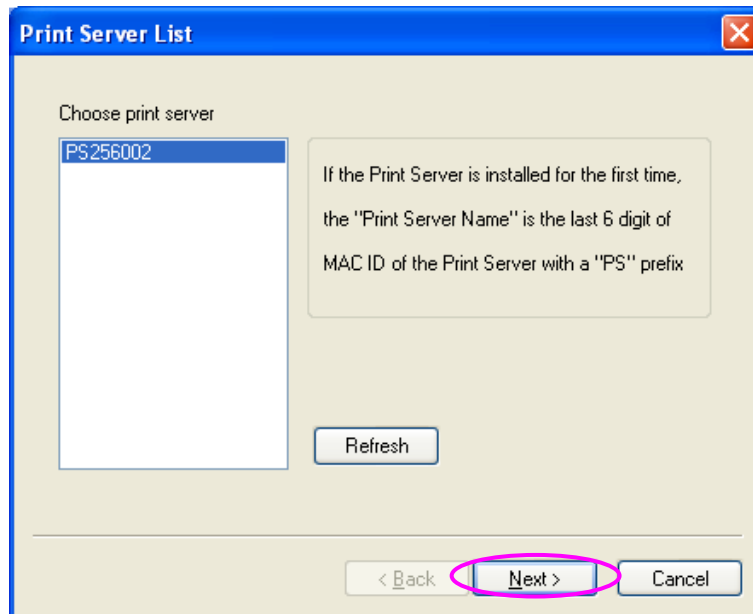 Print Server List
Choose print server
PS256002
If the Print Server is installed for the first time,
the "Print Server Name" is the last 6 digit of
MAC ID of the Print Server with a "PS" prefix
Refresh
< Back
Next >
Cancel